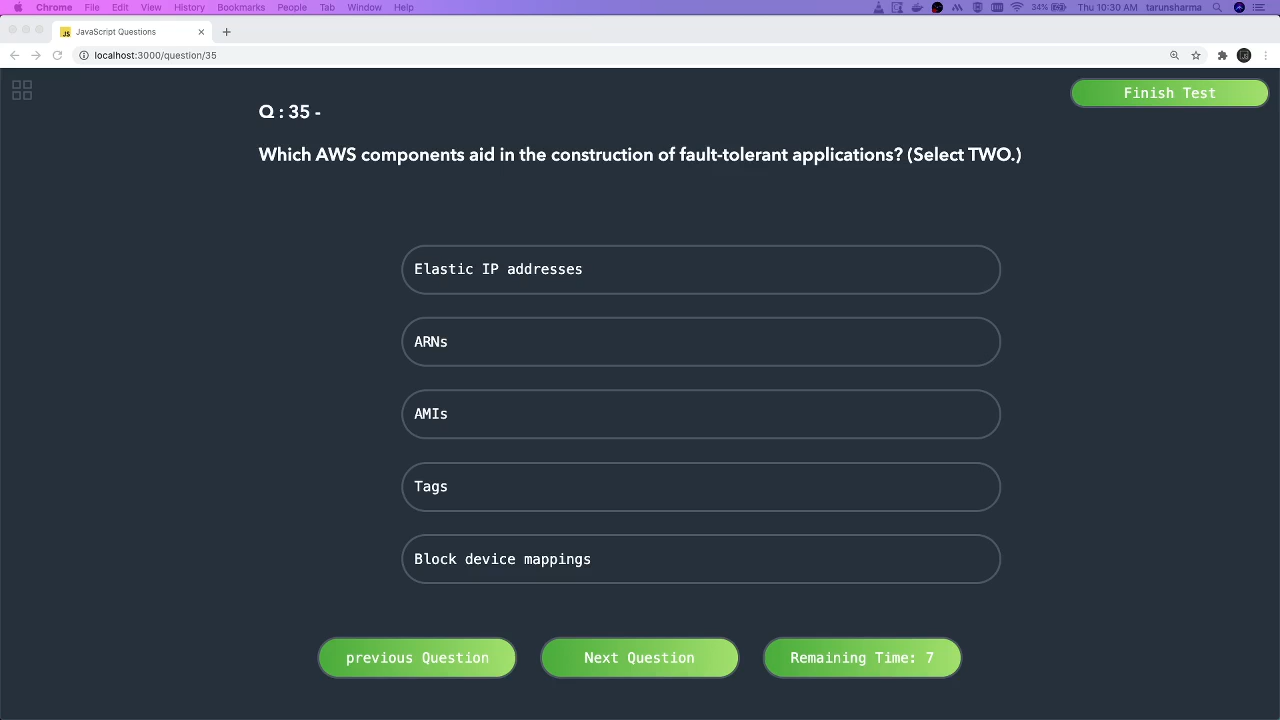 Chrome File Edit View History Bookmarks People Tab Window Help 34% Thu 10:30 AM tarunsharma
JS JavaScript Questions
localhost:3000/question/35
Finish Test
Q : 35 -
Which AWS components aid in the construction of fault-tolerant applications? (Select TWO.)
Elastic IP addresses
ARNs
AMIs
Tags
Block device mappings
previous Question Next Question Remaining Time: 7